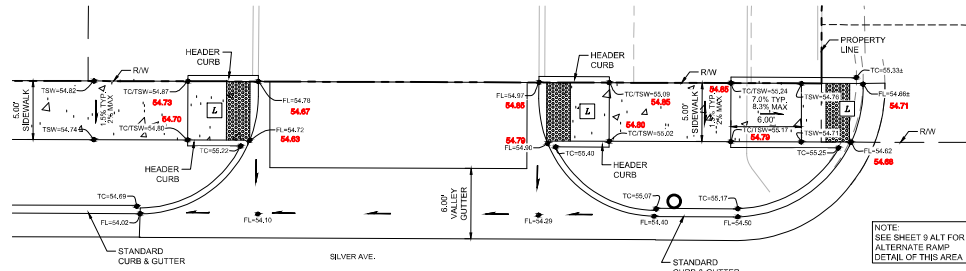 HEADER
CURB
R/W
TSW=54.82
TC/TSW=54.87
54.73
FL=54.78
54.67
5.00'
SIDEWALK
1.5% TYP
2% MAX
L
TSW=54.74
TC/TSW=54.80
54.70
FL=54.72
54.63
TC=55.22
HEADER
CURB
TC=54.69
FL=54.02
STANDARD
CURB & GUTTER
FL=54.10
6.00'
VALLEY
GUTTER
SILVER AVE.
FL=54.29
HEADER
CURB
FL=54.97
54.85
L
TC/TSW=55.09
54.95
R/W
54.80
TC/TSW=55.02
54.79
FL=54.90
TC=55.40
HEADER
CURB
5.00'
SIDEWALK
2% MAX
54.85
TC/TSW=55.24
7.0% TYP
8.3% MAX
6.00'
TC/TSW=55.17
54.79
TSW=54.76
TSW=54.71
L
PROPERTY
LINE
TC=55.33±
FL=54.66±
54.71
R/W
FL=54.62
54.68
TC=55.25
TC=55.07
TC=55.17
FL=54.40
FL=54.50
STANDARD
CURB & GUTTER
NOTE:
SEE SHEET 9 ALT FOR
ALTERNATE RAMP
DETAIL OF THIS AREA